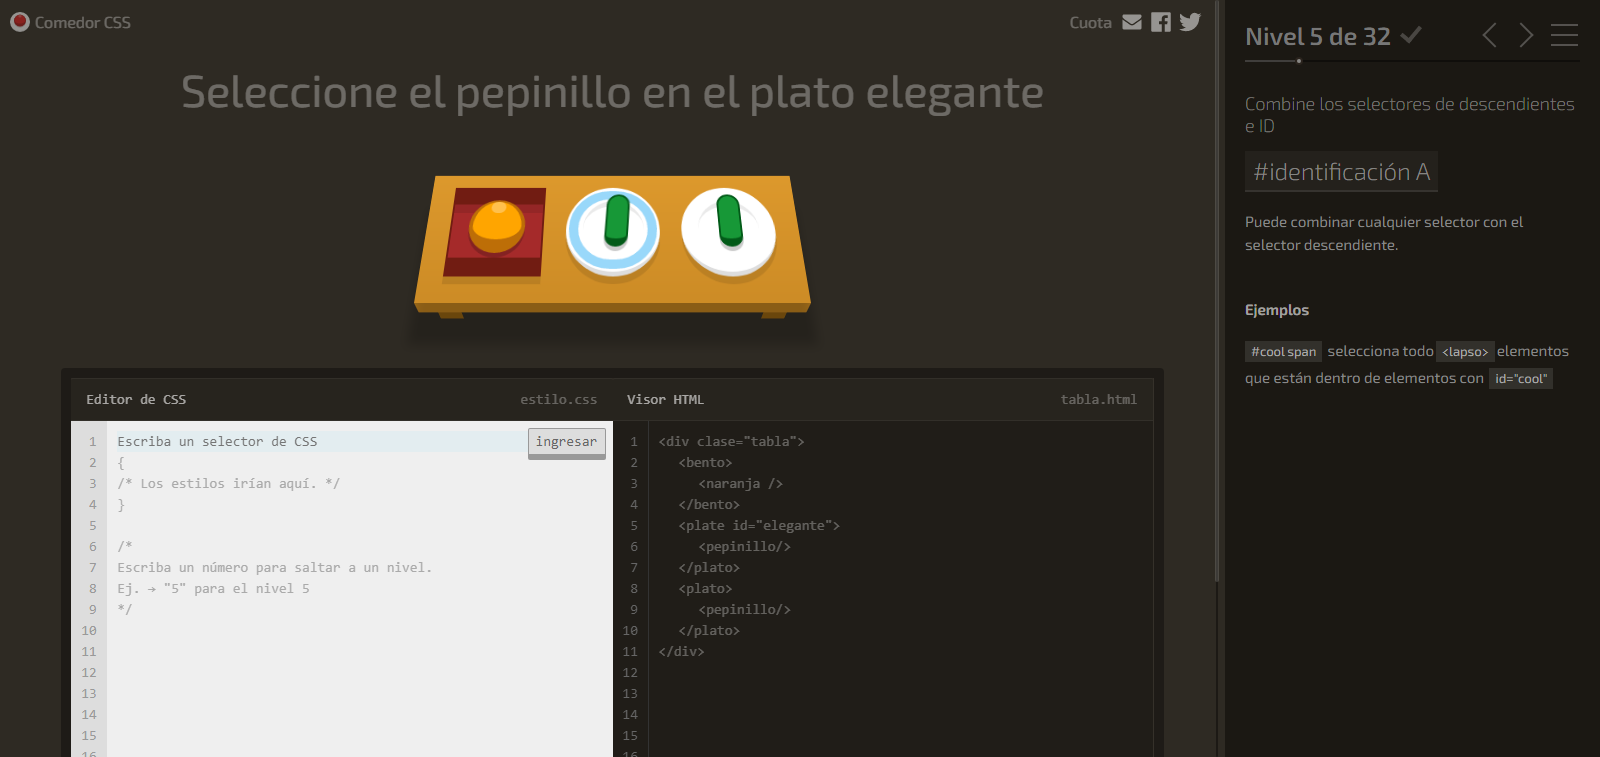 Comedor CSS
Cuota
Seleccione el pepinillo en el plato elegante
Editor de CSS
estilo.css
1 Escriba un selector de CSS
ingresar
2 {
3 /* Los estilos irían aquí. */
4 }
5
6 /*
7 Escriba un número para saltar a un nivel.
8 Ej. → "5" para el nivel 5
9 */
10
11
12
13
14
15
16
Visor HTML
tabla.html
1 <div clase="tabla">
2 <bento>
3 <naranja />
4 </bento>
5 <plate id="elegante">
6 <pepinillo/>
7 </plato>
8 <plato>
9 <pepinillo/>
10 </plato>
11 </div>
12
13
14
15
16
Nivel 5 de 32
Combine los selectores de descendientes
e ID
#identificación A
Puede combinar cualquier selector con el
selector descendiente.
Ejemplos
#cool span selecciona todo <lapso> elementos
que están dentro de elementos con id="cool"